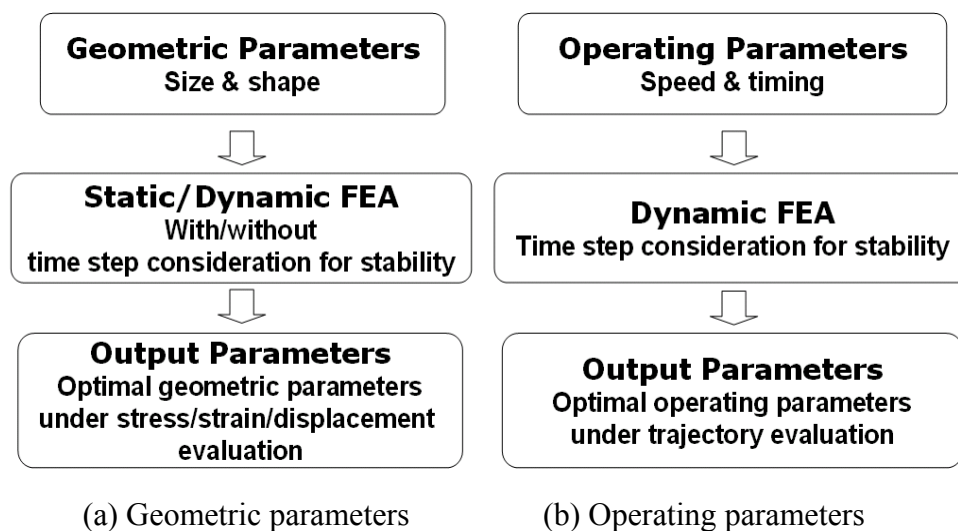 Geometric Parameters
Size & shape
Static/Dynamic FEA
With/without
time step consideration for stability
Output Parameters
Optimal geometric parameters
under stress/strain/displacement
evaluation
(a) Geometric parameters
Operating Parameters
Speed & timing
Dynamic FEA
Time step consideration for stability
Output Parameters
Optimal operating parameters
under trajectory evaluation
(b) Operating parameters